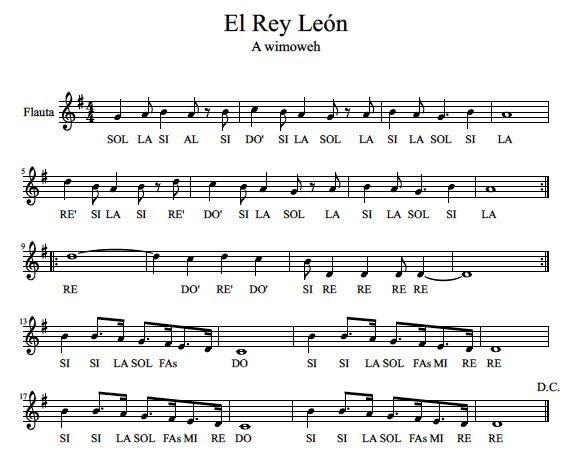 El Rey León
A wimoweh
Flauta
SOL LA SI AL SI DO' SI LA SOL LA SI LA SOL SI LA
5
RE' SI LA SI RE' DO' SI LA SOL LA SI LA SOL SI LA
9
RE DO' RE' DO' SI RE RE RE RE
13
SI SI LA SOL FAs DO SI SI LA SOL FAs MI RE RE
D.C.
17
SI SI LA SOL FAs MI RE DO SI SI LA SOL FAs MI RE RE